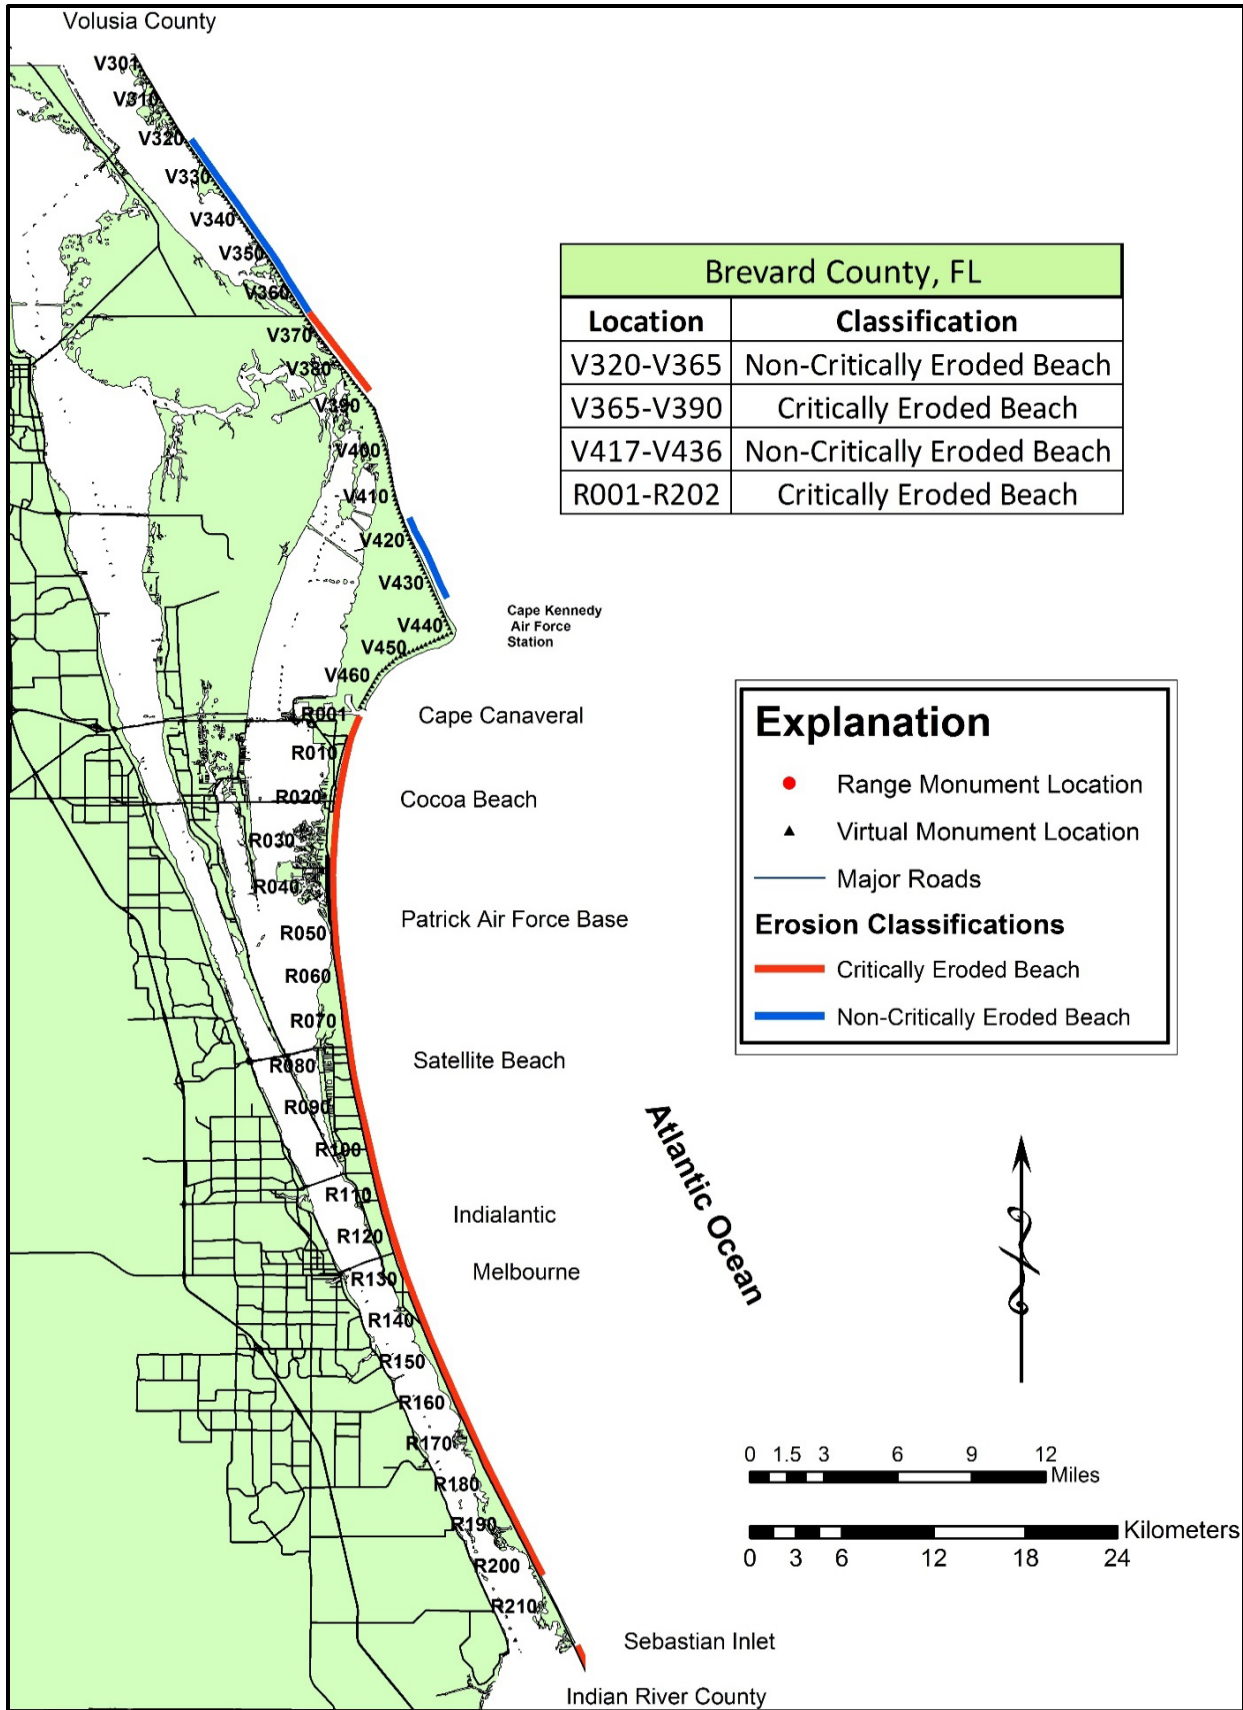 Volusia County
V301
V310
V320
V330
V340
V350
V360
V370
V380
V390
V400
V410
V420
V430
V440
V450
V460
R001
R010
R020
R030
R040
R050
R060
R070
R080
R090
R100
R110
R120
R130
R140
R150
R160
R170
R180
R190
R200
R210
Brevard County, FL
Location Classification
V320-V365 Non-Critically Eroded Beach
V365-V390 Critically Eroded Beach
V417-V436 Non-Critically Eroded Beach
R001-R202 Critically Eroded Beach
Cape Kennedy
Air Force
Station
Cape Canaveral
Cocoa Beach
Patrick Air Force Base
Satellite Beach
Indialantic
Melbourne
Sebastian Inlet
Indian River County
Atlantic Ocean
Explanation
Range Monument Location
Virtual Monument Location
Major Roads
Erosion Classifications
Critically Eroded Beach
Non-Critically Eroded Beach
0 1.5 3 6 9 12
Miles
Kilometers
0 3 6 12 18 24